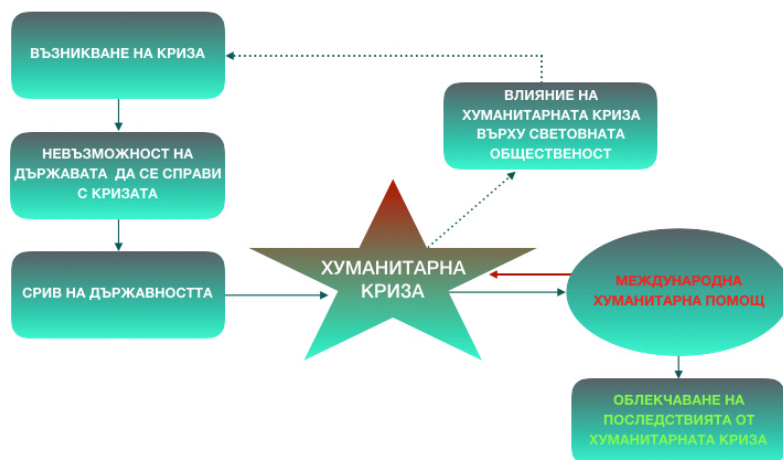 ВЪЗНИКВАНЕ НА КРИЗА
НЕВЪЗМОЖНОСТ НА
ДЪРЖАВАТА ДА СЕ СПРАВИ
С КРИЗАТА
СРИВ НА ДЪРЖАВНОСТТА
ХУМАНИТАРНА
КРИЗА
ВЛИЯНИЕ НА
ХУМАНИТАРНАТА КРИЗА
ВЪРХУ СВЕТОВНАТА
ОБЩЕСТВЕНОСТ
МЕЖДУНАРОДНА
ХУМАНИТАРНА ПОМОЩ
ОБЛЕКЧАВАНЕ НА
ПОСЛЕДСТВИЯТА ОТ
ХУМАНИТАРНАТА КРИЗА